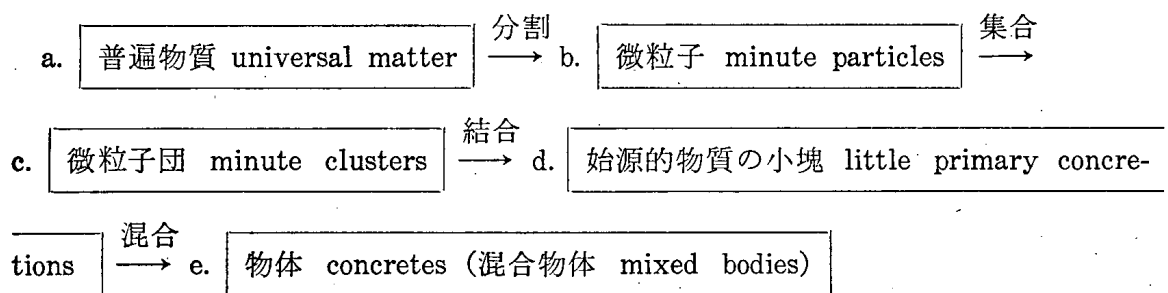 分割 集合
a. 普遍物質 universal matter ⟶ b. 微粒子 minute particles ⟶
結合
c. 微粒子団 minute clusters ⟶ d. 始源的物質の小塊 little primary concre-
混合
tions ⟶ e. 物体 concretes (混合物体 mixed bodies)